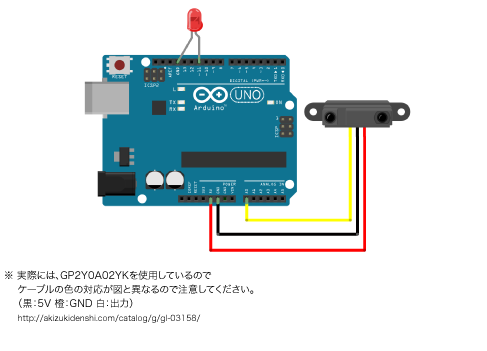 RESET
ICSP2
AREF
GND
13
12
11
10
9
8
7
6
5
4
3
2
TX▶1
RX◀0
DIGITAL (PWM=~)
L
TX
RX
UNO
Arduino™
ON
ICSP
1
IOREF
RESET
3V3
5V
GND
GND
VIN
POWER
ANALOG IN
A0
A1
A2
A3
A4
A5
※ 実際には、GP2Y0A02YKを使用しているので
ケーブルの色の対応が図と異なるので注意してください。
（黒：5V 橙：GND 白：出力）
http://akizukidenshi.com/catalog/g/gl-03158/